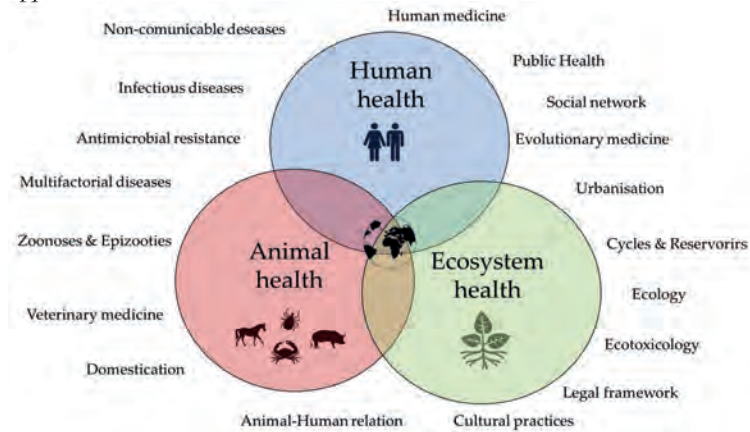 Human medicine
Non-comunicable deseases
Public Health
Human
health
Infectious diseases
Social network
Antimicrobial resistance
Evolutionary medicine
Multifactorial diseases
Urbanisation
Zoonoses & Epizooties
Animal
health
Ecosystem
health
Cycles & Reservorirs
Ecology
Veterinary medicine
Ecotoxicology
Domestication
Legal framework
Animal-Human relation
Cultural practices